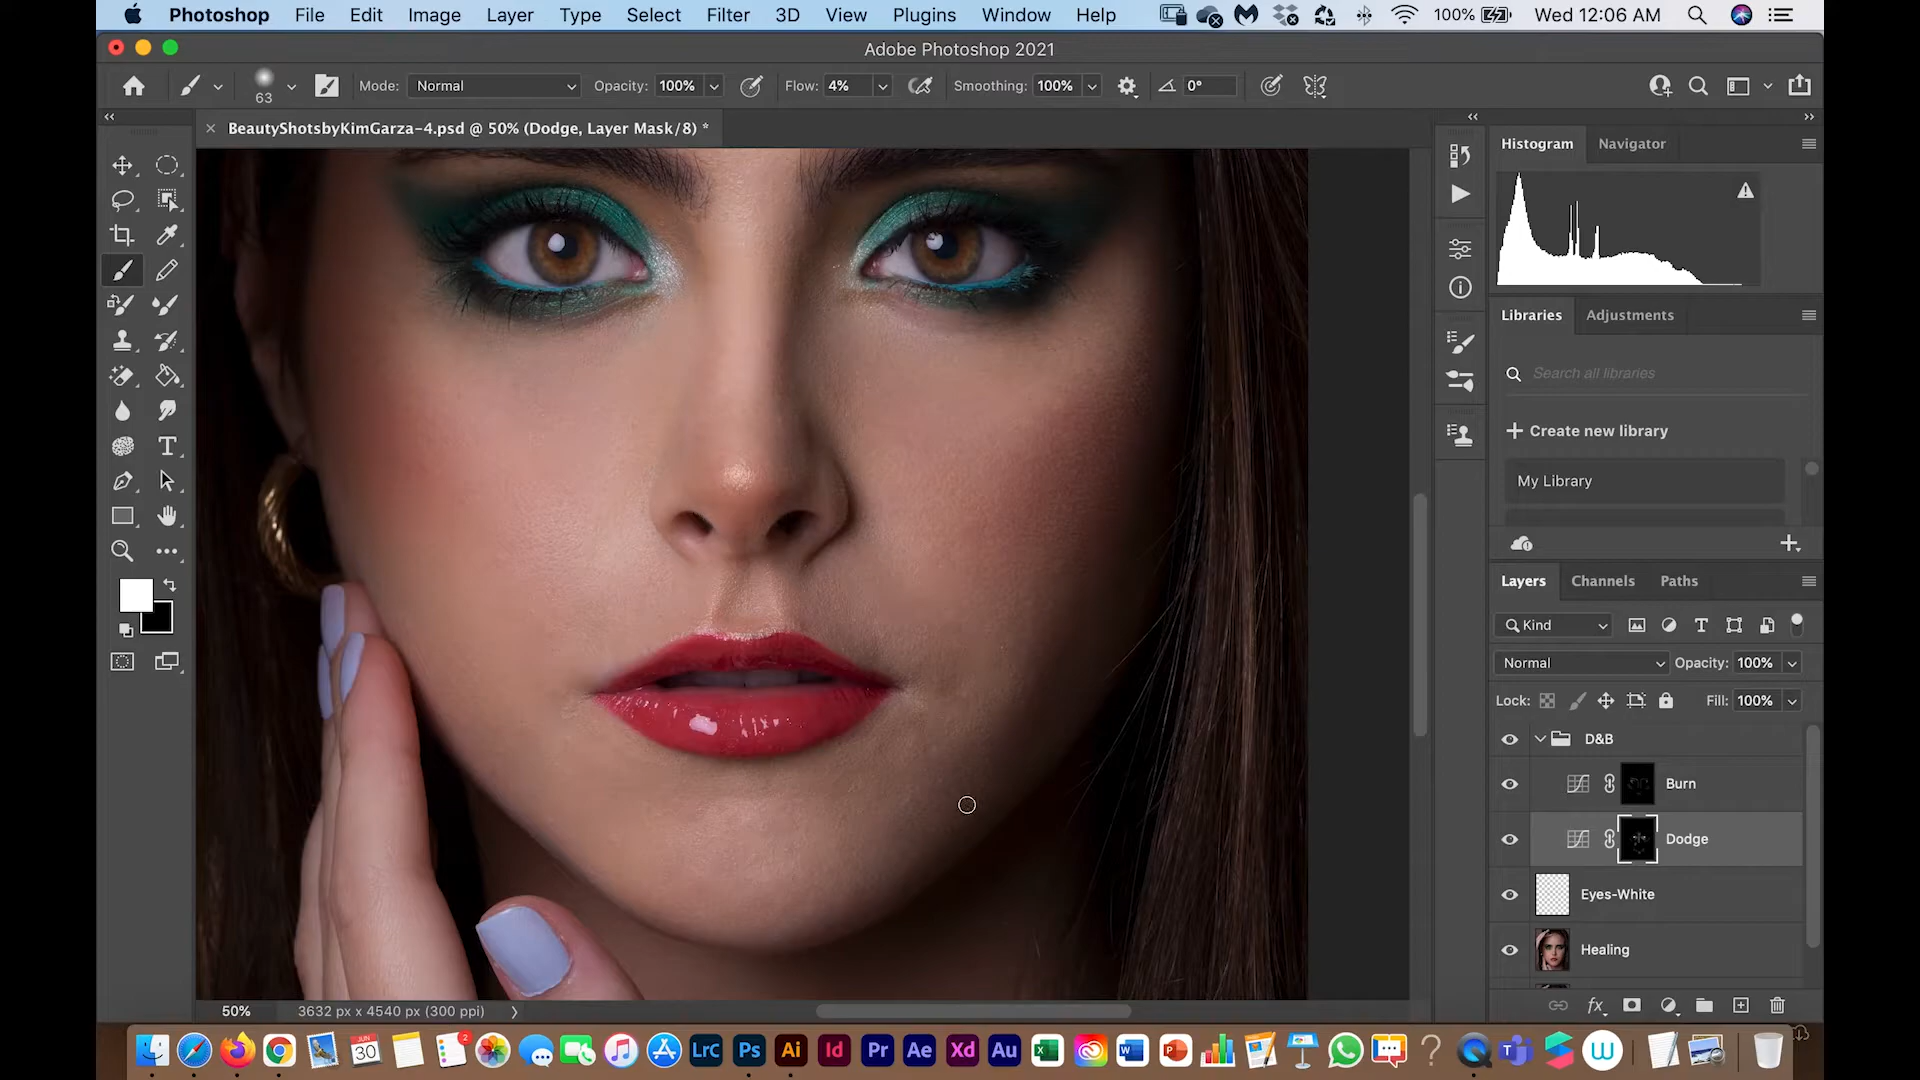 Photoshop File Edit Image Layer Type Select Filter 3D View Plugins Window Help 100% Wed 12:06 AM
Adobe Photoshop 2021
63 Mode: Normal Opacity: 100% Flow: 4% Smoothing: 100% 0°
BeautyShotsbyKimGarza-4.psd @ 50% (Dodge, Layer Mask/8) *
Histogram Navigator
Libraries Adjustments
Search all libraries
Create new library
My Library
Layers Channels Paths
Kind
Normal Opacity: 100%
Lock: Fill: 100%
D&B
Burn
Dodge
Eyes-White
Healing
50% 3632 px x 4540 px (300 ppi)
JUN 30 2 LrC Ps Ai Id Pr Ae Xd Au